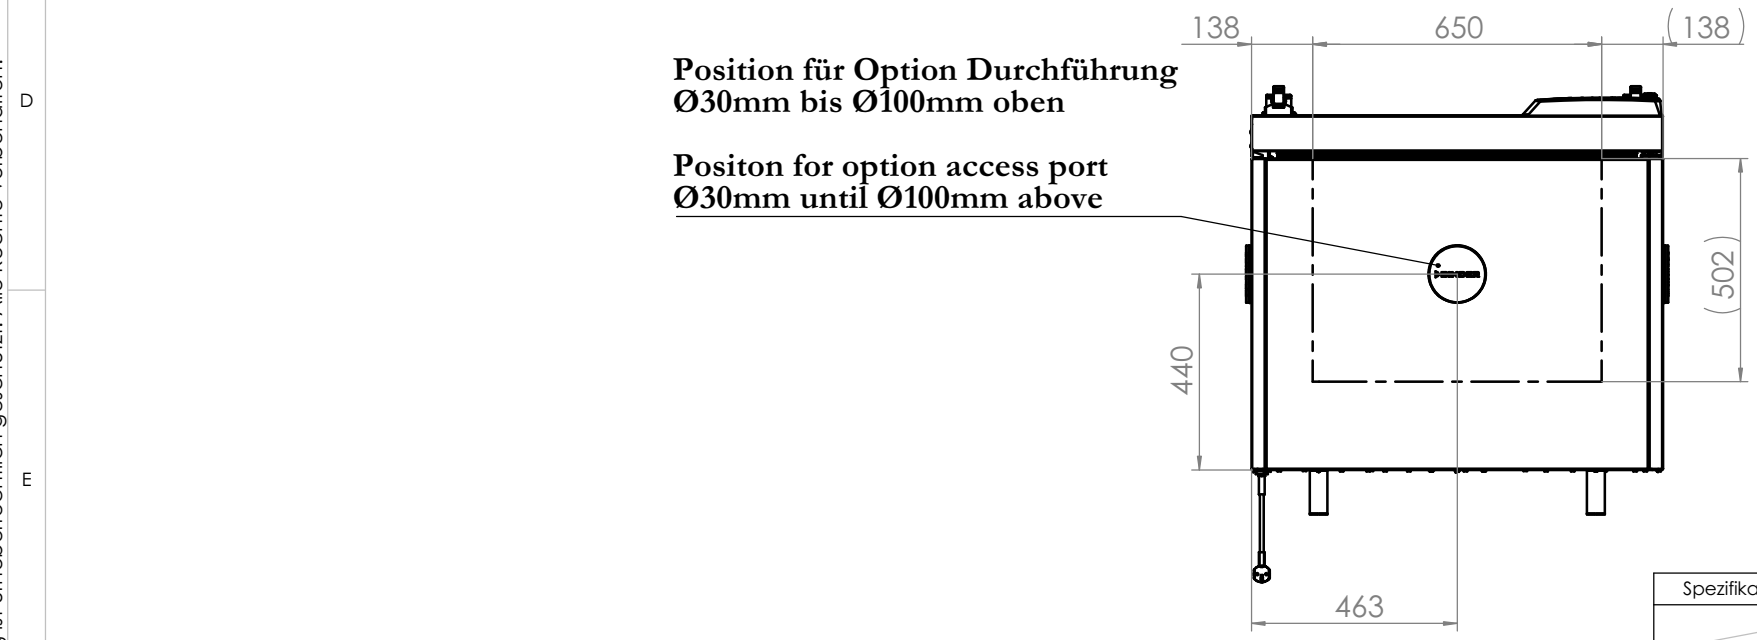 138
650
(138)
Position für Option Durchführung
Ø30mm bis Ø100mm oben
D
Positon for option access port
Ø30mm until Ø100mm above
(502)
440
E
463